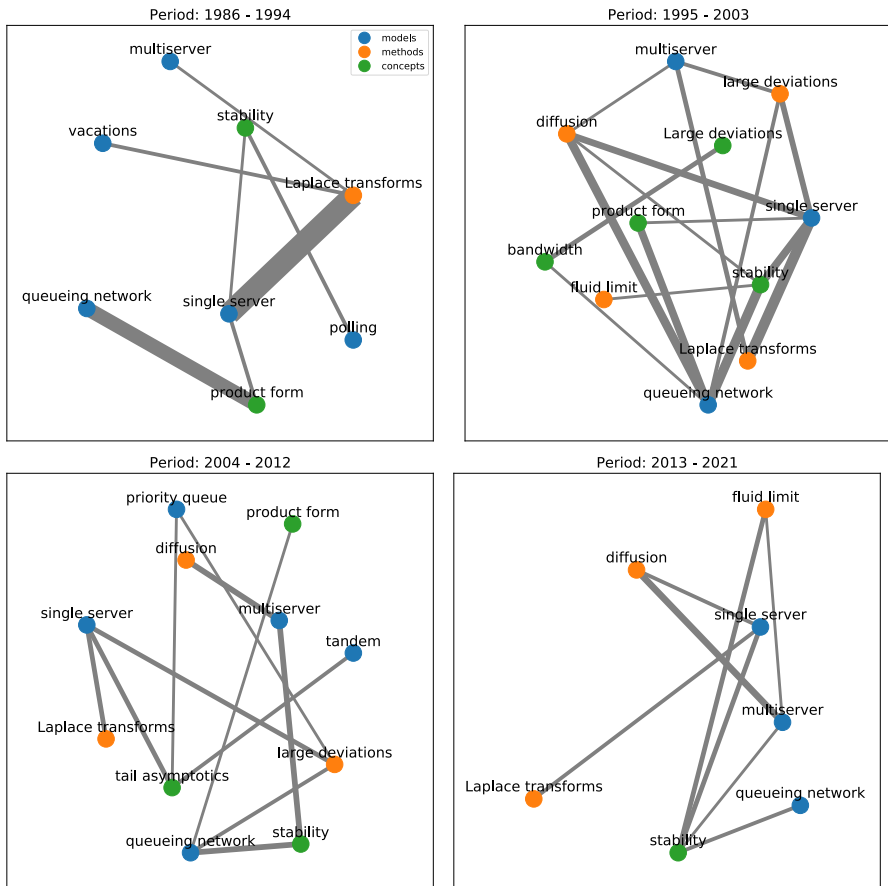 Period: 1986 - 1994
multiserver
models
methods
concepts
stability
vacations
Laplace transforms
queueing network
single server
polling
product form
Period: 1995 - 2003
multiserver
large deviations
diffusion
Large deviations
single server
product form
bandwidth
stability
fluid limit
Laplace transforms
queueing network
Period: 2004 - 2012
priority queue
product form
diffusion
single server
multiserver
tandem
Laplace transforms
large deviations
tail asymptotics
stability
queueing network
Period: 2013 - 2021
fluid limit
diffusion
single server
multiserver
Laplace transforms
queueing network
stability